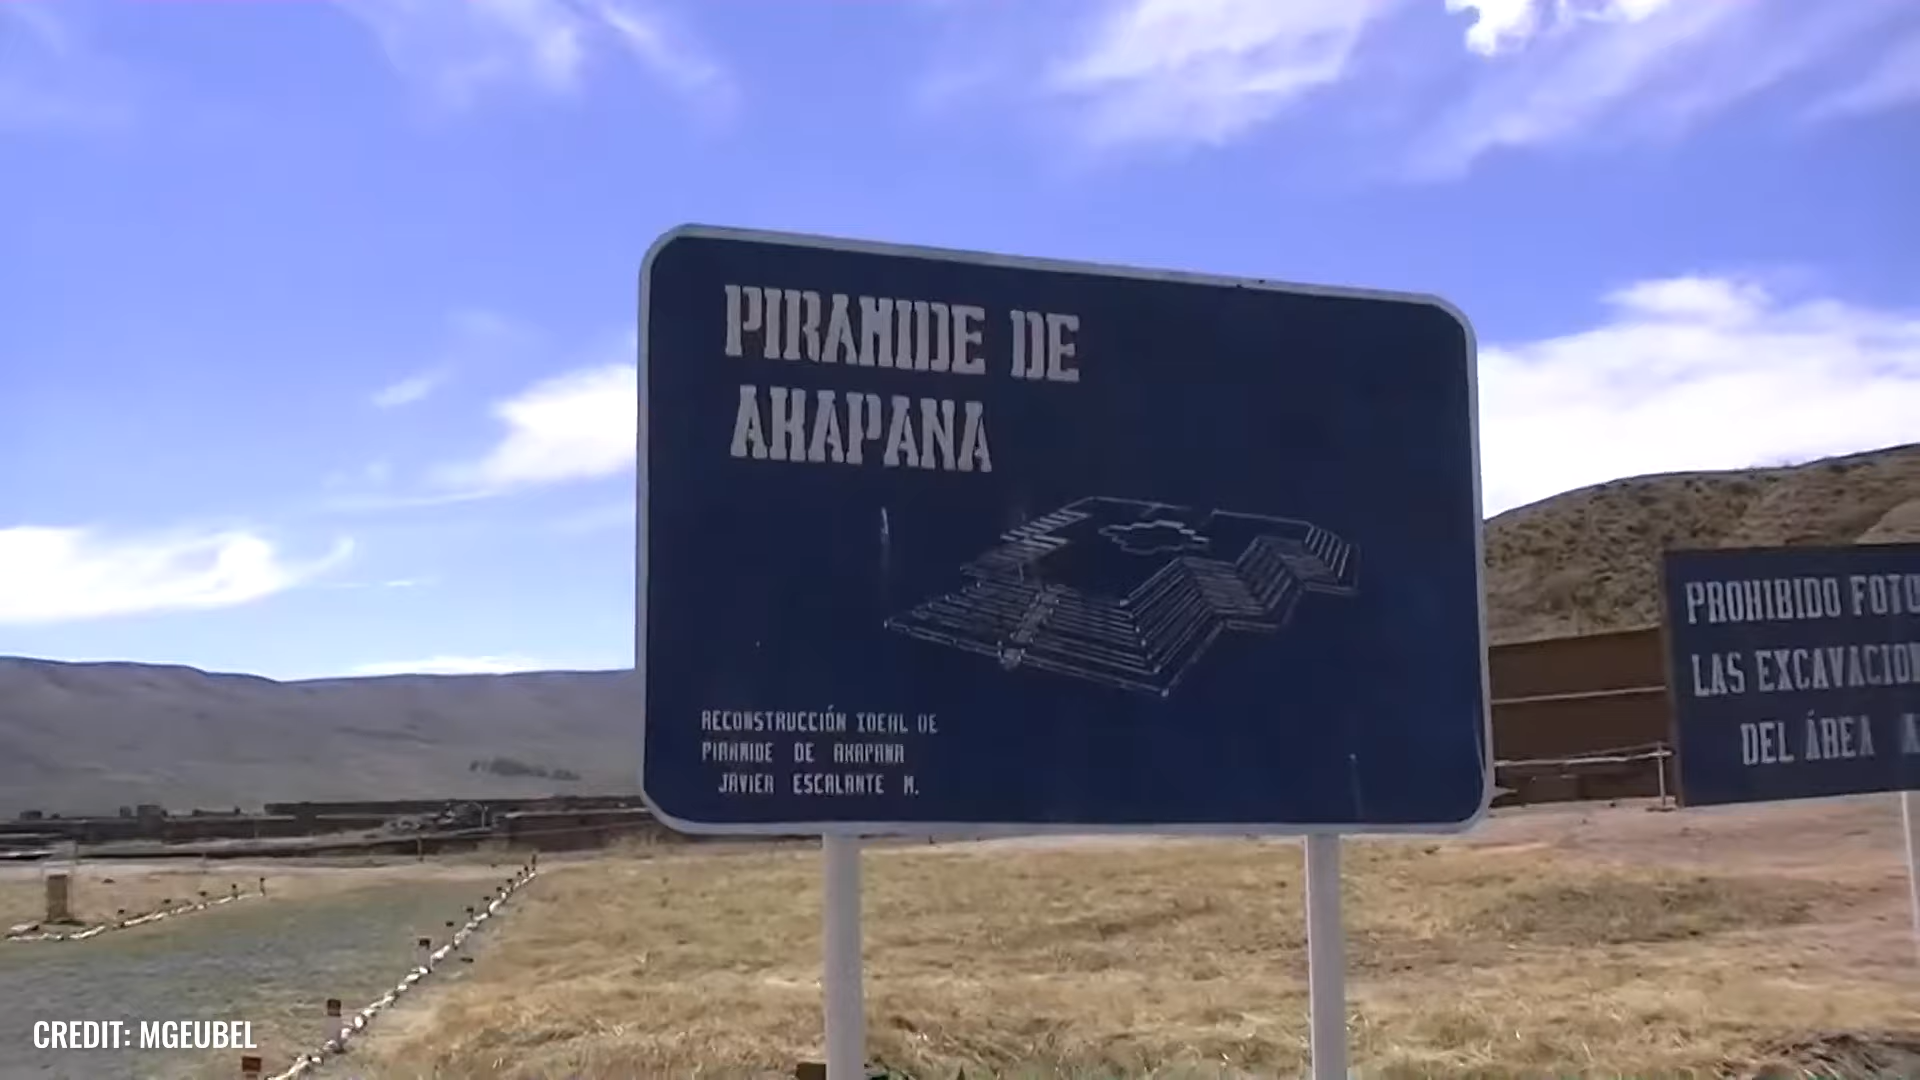 PIRAMIDE DE
AKAPANA
RECONSTRUCCIÓN IDEAL DE
PIRAMIDE DE AKAPANA
JAVIER ESCALANTE M.
PROHIBIDO
LAS
DEL ÁREA
CREDIT: MGEUBEL